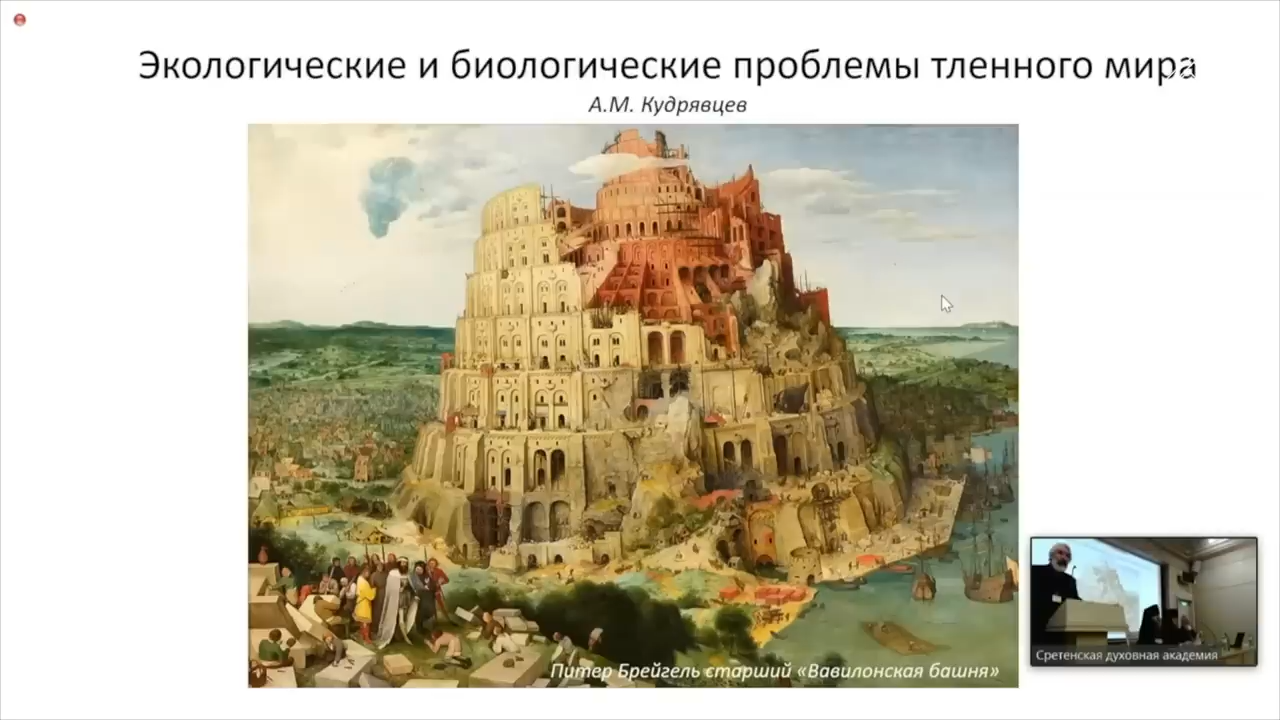 Экологические и биологические проблемы тленного мира
А.М. Кудрявцев
Питер Брейгель старший «Вавилонская башня»
Сретенская духовная академия